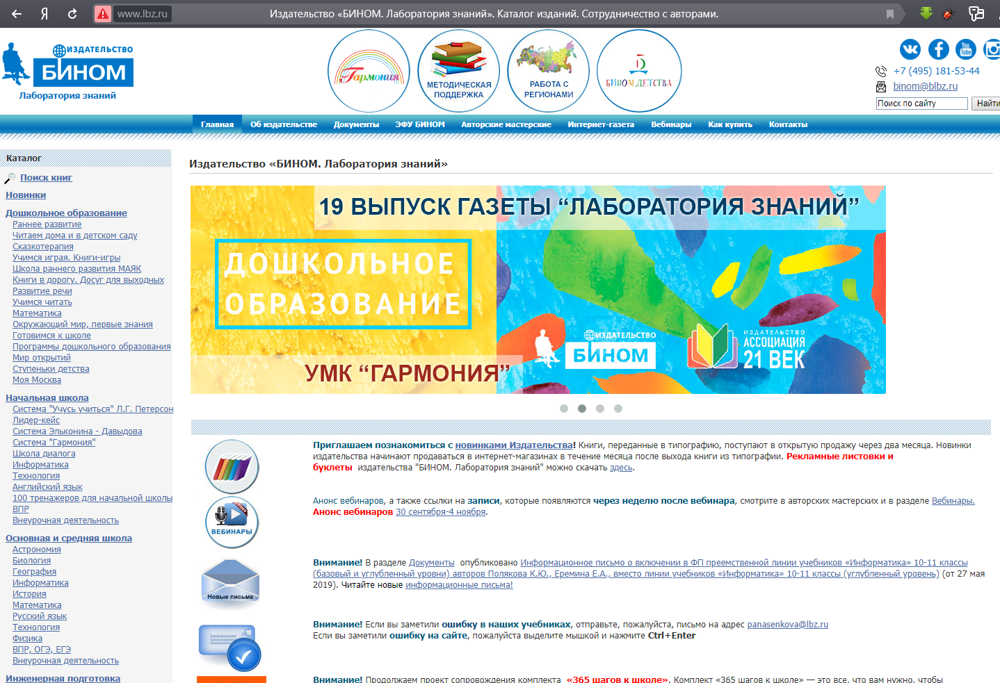 www.lbz.ru
Издательство «БИНОМ. Лаборатория знаний». Каталог изданий. Сотрудничество с авторами.
ИЗДАТЕЛЬСТВО
БИНОМ
Лаборатория знаний
Гармония
МЕТОДИЧЕСКАЯ
ПОДДЕРЖКА
РАБОТА С
РЕГИОНАМИ
БИНОМ ДЕТСТВА
You
Tube
+7 (495) 181-53-44
binom@blbz.ru
Поиск по сайту
Найти
Главная Об издательстве Документы ЭФУ БИНОМ Авторские мастерские Интернет-газета Вебинары Как купить Контакты
Каталог
Поиск книг
Новинки
Дошкольное образование
Раннее развитие
Читаем дома и в детском саду
Сказкотерапия
Учимся играя. Книги-игры
Школа раннего развития МАЯК
Книги в дорогу. Досуг для выходных
Развитие речи
Учимся читать
Математика
Окружающий мир, первые знания
Готовимся к школе
Программы дошкольного образования
Мир открытий
Ступеньки детства
Моя Москва
Начальная школа
Система "Учусь учиться" Л.Г. Петерсон
Лидер-кейс
Система Эльконина - Давыдова
Система "Гармония"
Школа диалога
Информатика
Технология
Английский язык
100 тренажеров для начальной школы
ВПР
Внеурочная деятельность
Основная и средняя школа
Астрономия
Биология
География
Информатика
История
Математика
Русский язык
Технология
Физика
ВПР, ОГЭ, ЕГЭ
Внеурочная деятельность
Инженерная подготовка
Издательство «БИНОМ. Лаборатория знаний»
19 ВЫПУСК ГАЗЕТЫ “ЛАБОРАТОРИЯ ЗНАНИЙ”
ДОШКОЛЬНОЕ
ОБРАЗОВАНИЕ
УМК “ГАРМОНИЯ”
ИЗДАТЕЛЬСТВО
БИНОМ
ИЗДАТЕЛЬСТВО
АССОЦИАЦИЯ
21 ВЕК
Приглашаем познакомиться с новинками Издательства! Книги, переданные в типографию, поступают в открытую продажу через два месяца. Новинки
издательства начинают продаваться в интернет-магазинах в течение месяца после выхода книги из типографии. Рекламные листовки и
буклеты издательства "БИНОМ. Лаборатория знаний" можно скачать здесь.
ВЕБИНАРЫ
Анонс вебинаров, а также ссылки на записи, которые появляются через неделю после вебинара, смотрите в авторских мастерских и в разделе Вебинары.
Анонс вебинаров 30 сентября-4 ноября.
Новые письма
Внимание! В разделе Документы опубликовано Информационное письмо о включении в ФП преемственной линии учебников «Информатика» 10-11 классы
(базовый и углубленный уровни) авторов Полякова К.Ю., Еремина Е.А., вместо линии учебников «Информатика» 10-11 классы (углубленный уровень) (от 27 мая
2019). Читайте новые информационные письма!
Внимание! Если вы заметили ошибку в наших учебниках, отправьте, пожалуйста, письмо на адрес panasenkova@lbz.ru
Если вы заметили ошибку на сайте, пожалуйста выделите мышкой и нажмите Ctrl+Enter
Внимание! Продолжаем проект сопровождения комплекта «365 шагов к школе». Комплект «365 шагов к школе» — это все, что вам нужно, чтобы